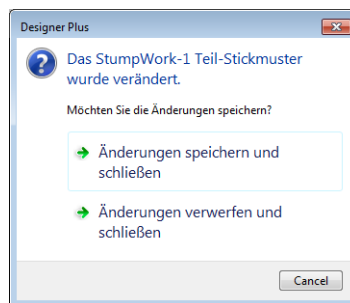 Designer Plus
Das StumpWork-1 Teil-Stickmuster
wurde verändert.
Möchten Sie die Änderungen speichern?
Änderungen speichern und
schließen
Änderungen verwerfen und
schließen
Cancel